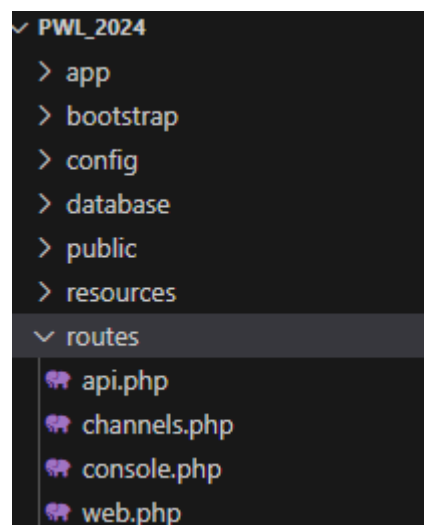 PWL_2024
app
bootstrap
config
database
public
resources
routes
api.php
channels.php
console.php
web.php